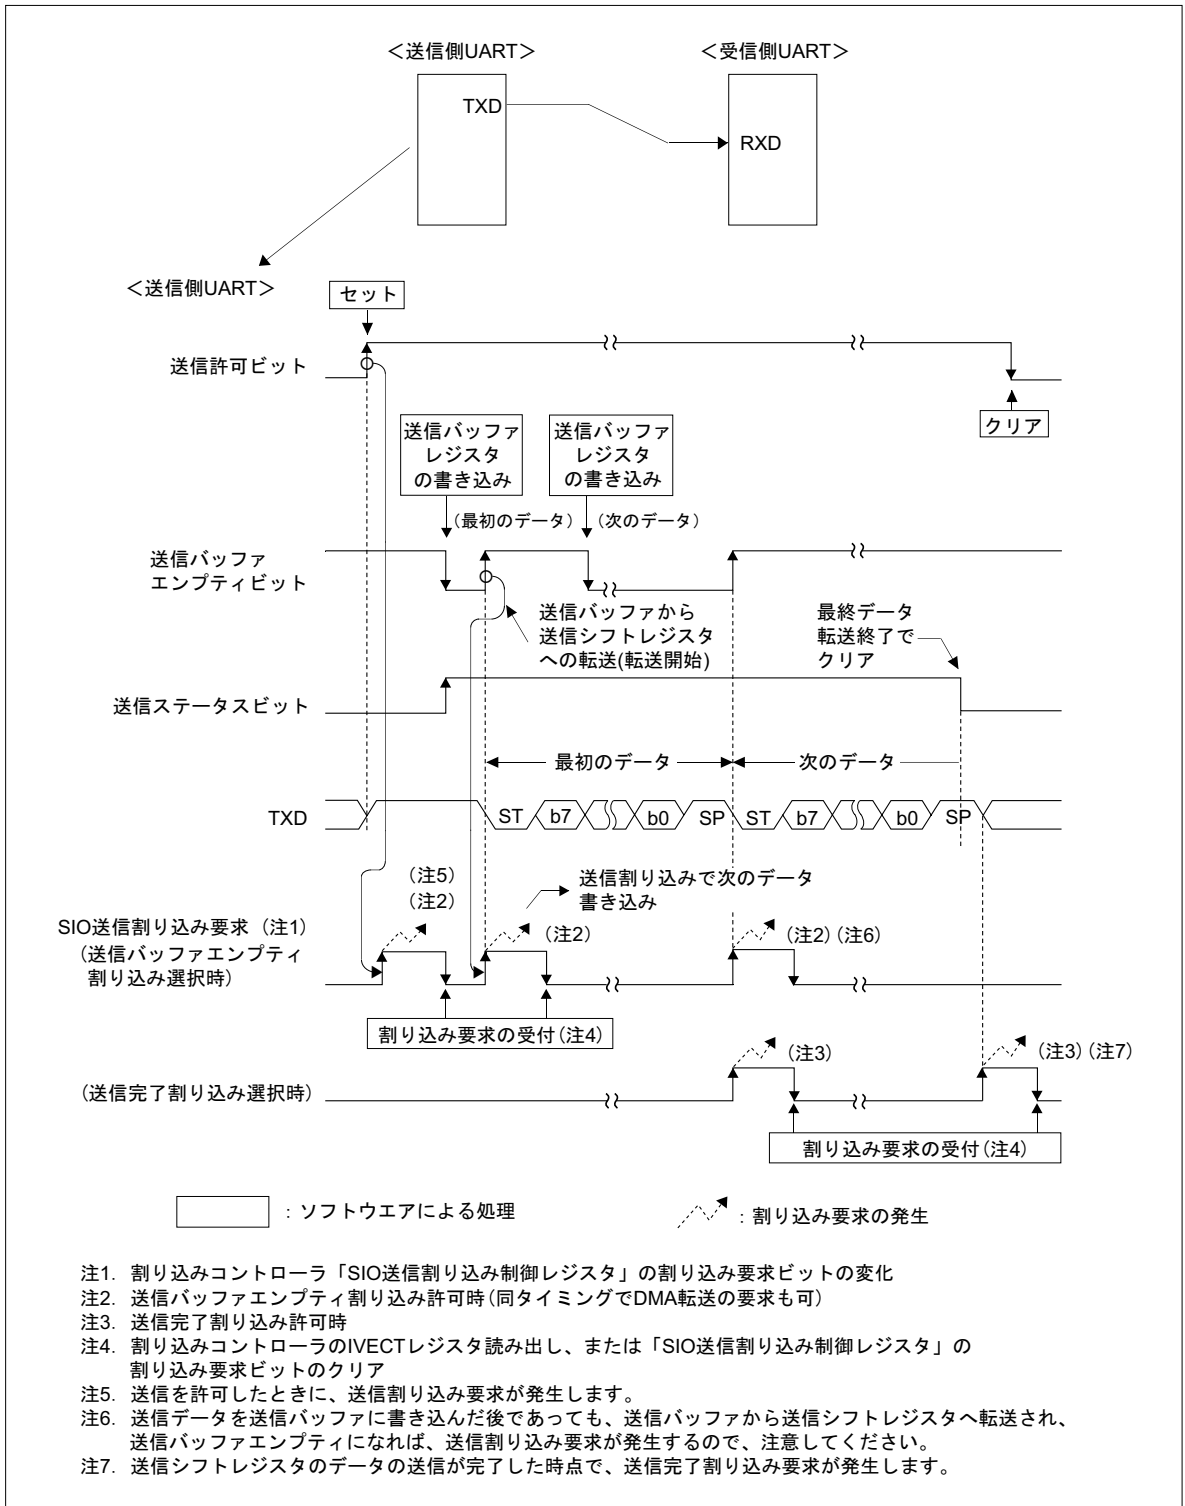 ＜送信側UART＞
＜受信側UART＞
TXD
RXD
＜送信側UART＞
セット
送信許可ビット
クリア
送信バッファ
レジスタ
の書き込み
送信バッファ
レジスタ
の書き込み
（最初のデータ）
（次のデータ）
送信バッファ
エンプティビット
送信バッファから
送信シフトレジスタ
への転送(転送開始)
最終データ
転送終了で
クリア
送信ステータスビット
最初のデータ
次のデータ
TXD
ST b7 b0 SP ST b7 b0 SP
（注5）
（注2）
送信割り込みで次のデータ
書き込み
SIO送信割り込み要求（注1）
（送信バッファエンプティ
割り込み選択時）
（注2）
（注2）（注6）
割り込み要求の受付（注4）
（注3）
（注3）（注7）
（送信完了割り込み選択時）
割り込み要求の受付（注4）
：ソフトウエアによる処理
：割り込み要求の発生
注1. 割り込みコントローラ「SIO送信割り込み制御レジスタ」の割り込み要求ビットの変化
注2. 送信バッファエンプティ割り込み許可時（同タイミングでDMA転送の要求も可）
注3. 送信完了割り込み許可時
注4. 割り込みコントローラのIVECTレジスタ読み出し、または「SIO送信割り込み制御レジスタ」の
割り込み要求ビットのクリア
注5. 送信を許可したときに、送信割り込み要求が発生します。
注6. 送信データを送信バッファに書き込んだ後であっても、送信バッファから送信シフトレジスタへ転送され、
送信バッファエンプティになれば、送信割り込み要求が発生するので、注意してください。
注7. 送信シフトレジスタのデータの送信が完了した時点で、送信完了割り込み要求が発生します。